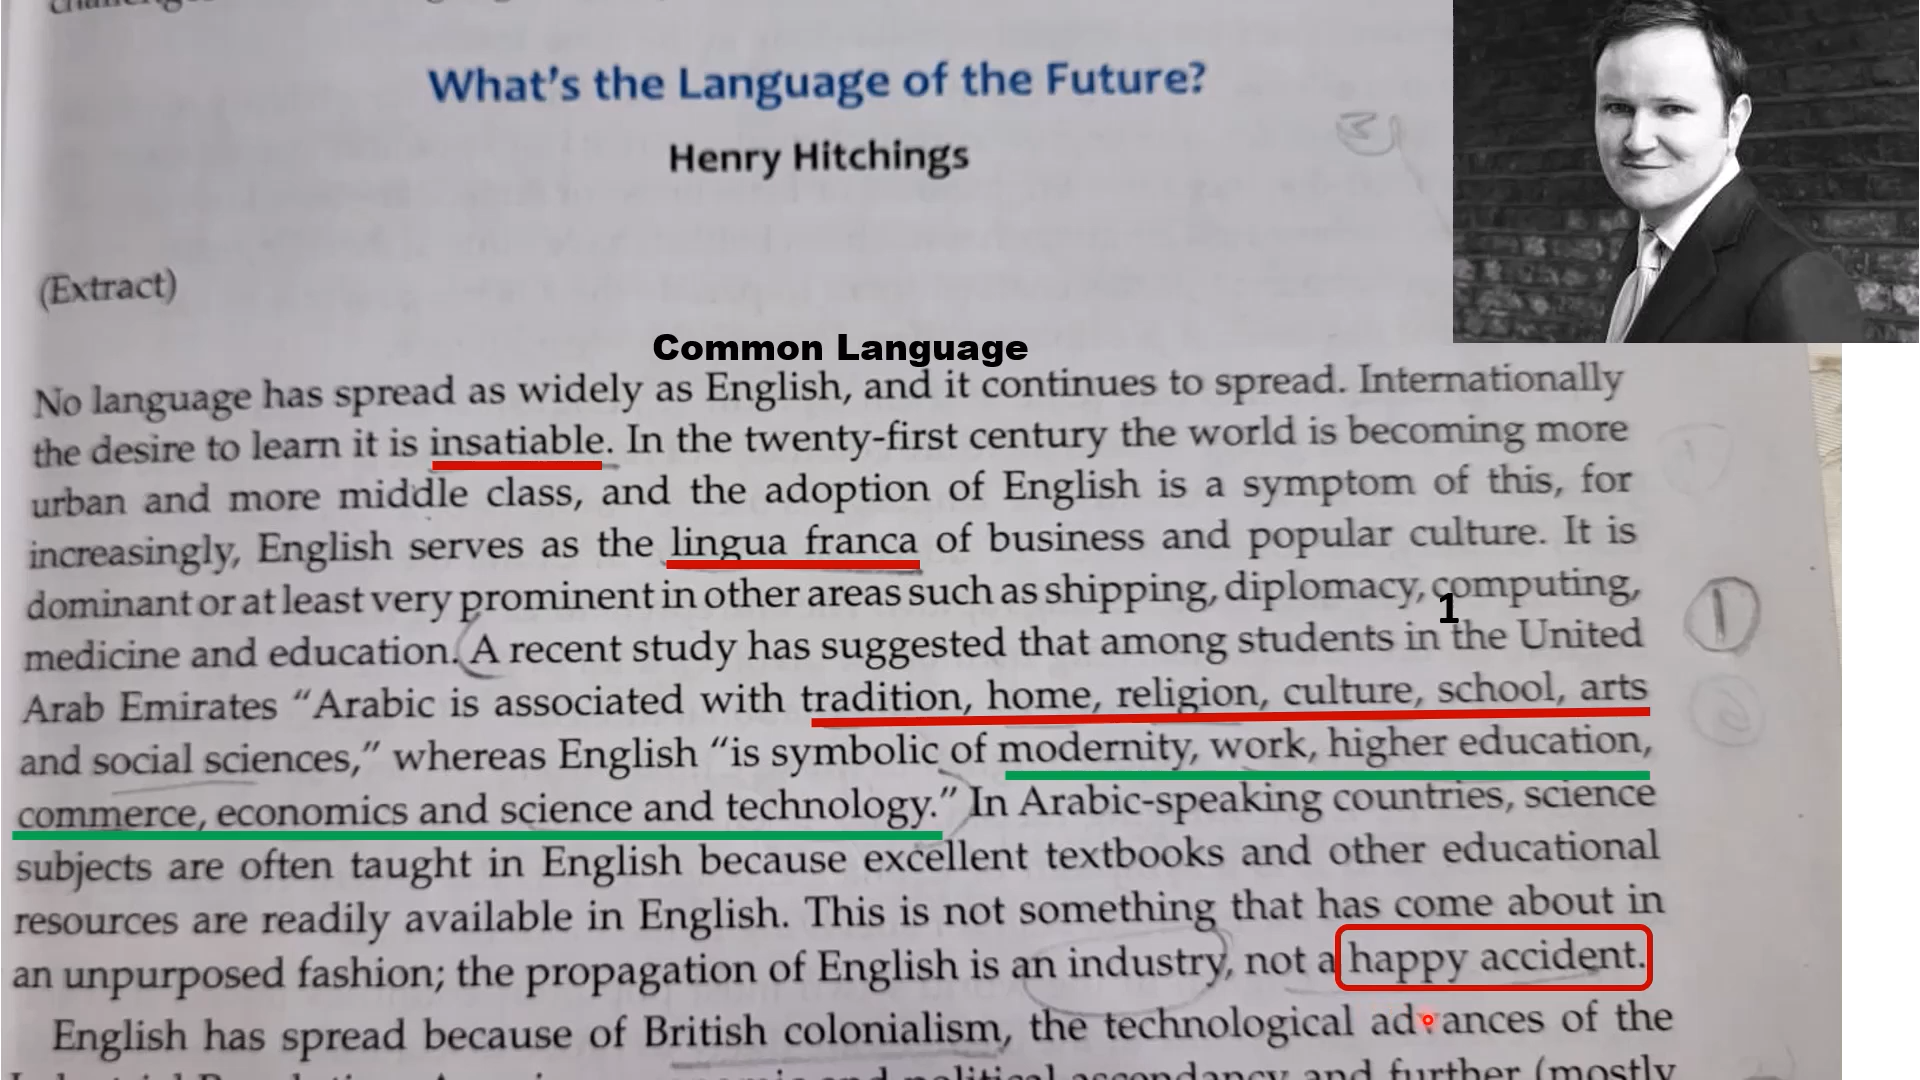 What's the Language of the Future?
Henry Hitchings
(Extract)
Common Language
No language has spread as widely as English, and it continues to spread. Internationally
the desire to learn it is insatiable. In the twenty-first century the world is becoming more
urban and more middle class, and the adoption of English is a symptom of this, for
increasingly, English serves as the lingua franca of business and popular culture. It is
dominant or at least very prominent in other areas such as shipping, diplomacy, computing,
1
medicine and education. A recent study has suggested that among students in the United
Arab Emirates “Arabic is associated with tradition, home, religion, culture, school, arts
and social sciences,” whereas English “is symbolic of modernity, work, higher education,
commerce, economics and science and technology.” In Arabic-speaking countries, science
subjects are often taught in English because excellent textbooks and other educational
resources are readily available in English. This is not something that has come about in
an unpurposed fashion; the propagation of English is an industry, not a happy accident.
English has spread because of British colonialism, the technological advances of the
and political ascendancy and further (mostly